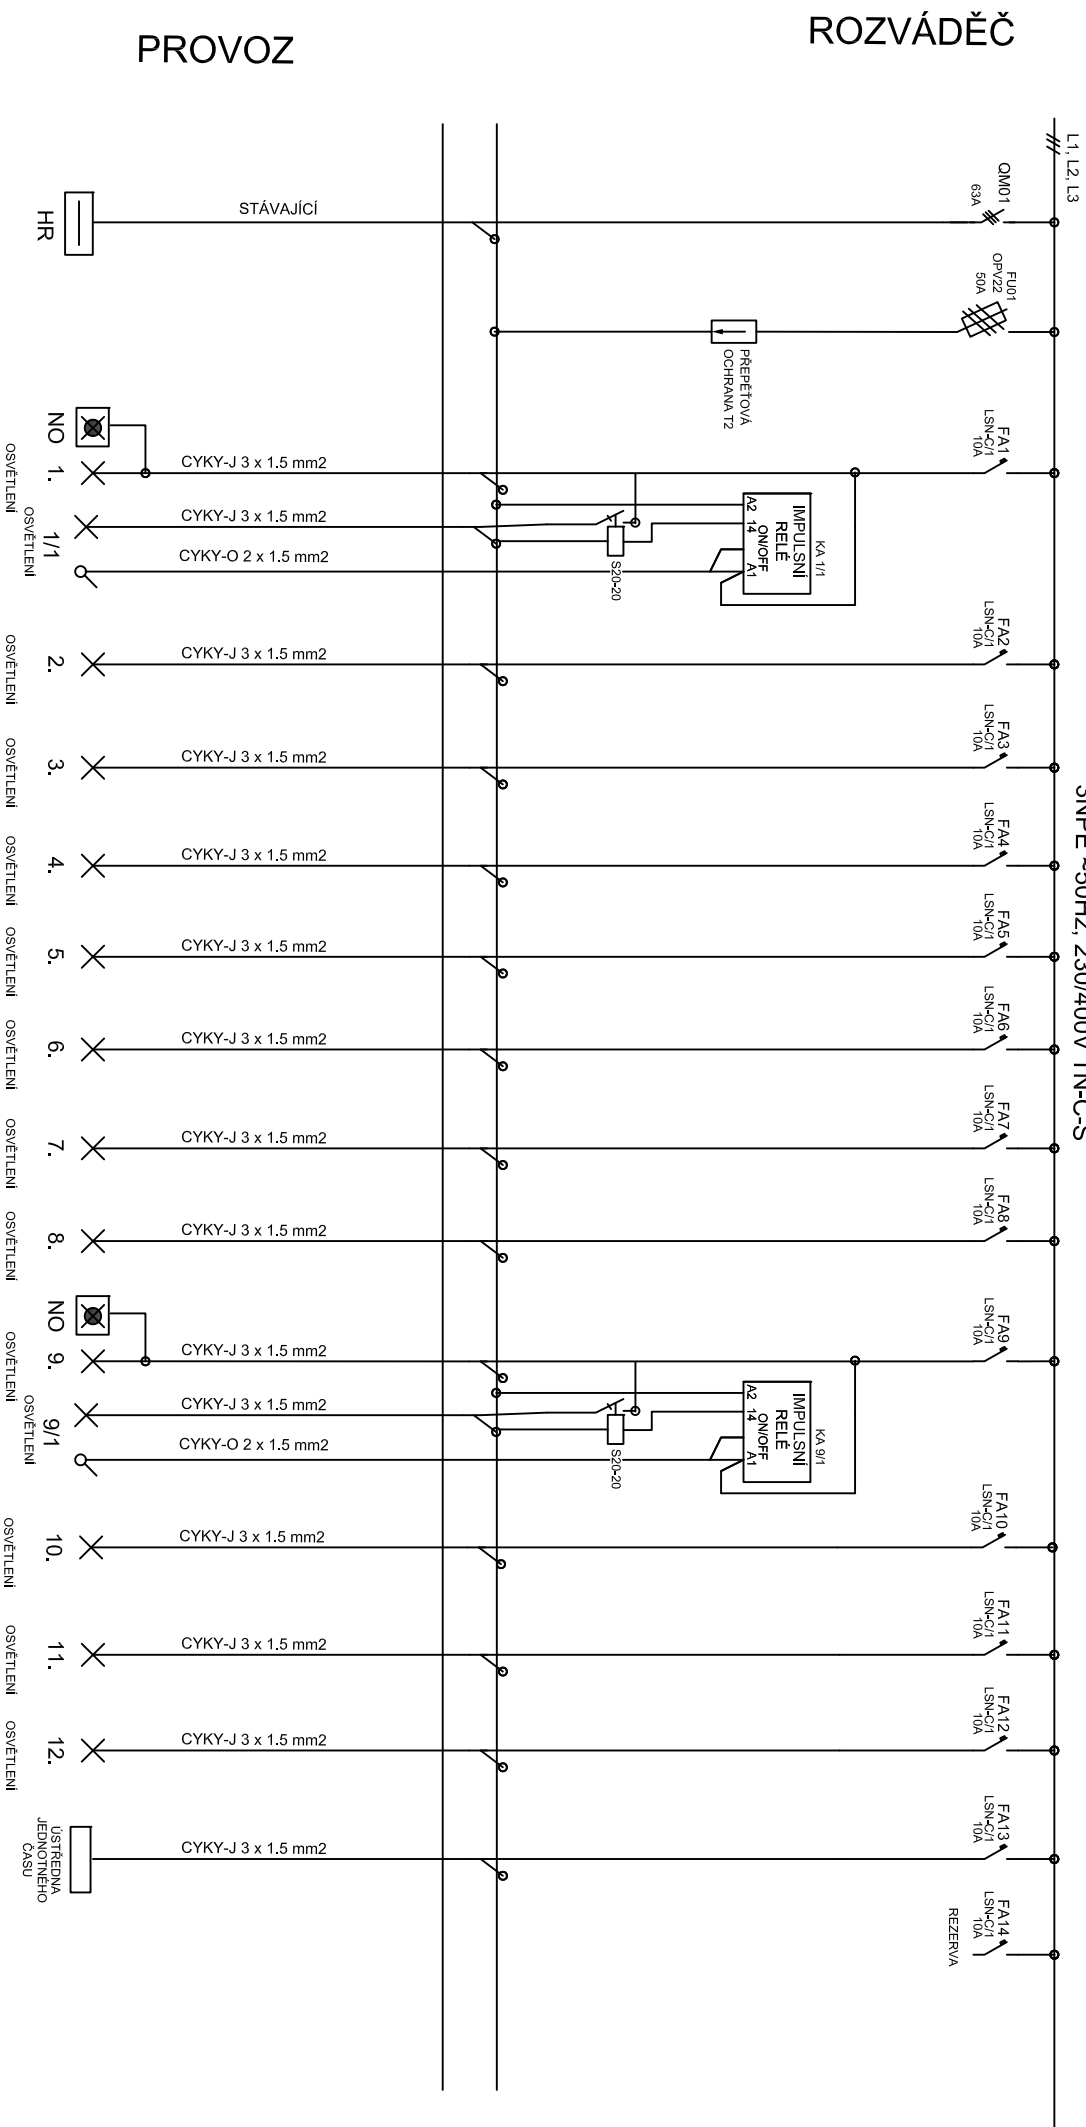 PROVOZ
ROZVÁDĚČ
L1, L2, L3
3NPE ~50HZ, 230/400V TN-C-S
QM01
63A
STÁVAJÍCÍ
HR
FU01
OPV22
50A
PŘEPĚŤOVÁ
OCHRANA T2
FA1
LSN-C/1
10A
CYKY-J 3 x 1.5 mm2
NO
1.
OSVĚTLENÍ
KA 1/1
IMPULSNÍ
RELÉ
ON/OFF
A2
14
A1
S20-20
CYKY-J 3 x 1.5 mm2
CYKY-O 2 x 1.5 mm2
1/1
OSVĚTLENÍ
FA2
LSN-C/1
10A
CYKY-J 3 x 1.5 mm2
2.
OSVĚTLENÍ
FA3
LSN-C/1
10A
CYKY-J 3 x 1.5 mm2
3.
OSVĚTLENÍ
FA4
LSN-C/1
10A
CYKY-J 3 x 1.5 mm2
4.
OSVĚTLENÍ
FA5
LSN-C/1
10A
CYKY-J 3 x 1.5 mm2
5.
OSVĚTLENÍ
FA6
LSN-C/1
10A
CYKY-J 3 x 1.5 mm2
6.
OSVĚTLENÍ
FA7
LSN-C/1
10A
CYKY-J 3 x 1.5 mm2
7.
OSVĚTLENÍ
FA8
LSN-C/1
10A
CYKY-J 3 x 1.5 mm2
8.
OSVĚTLENÍ
FA9
LSN-C/1
10A
CYKY-J 3 x 1.5 mm2
NO
9.
OSVĚTLENÍ
KA 9/1
IMPULSNÍ
RELÉ
ON/OFF
A2
14
A1
S20-20
CYKY-J 3 x 1.5 mm2
CYKY-O 2 x 1.5 mm2
9/1
OSVĚTLENÍ
FA10
LSN-C/1
10A
CYKY-J 3 x 1.5 mm2
10.
OSVĚTLENÍ
FA11
LSN-C/1
10A
CYKY-J 3 x 1.5 mm2
11.
OSVĚTLENÍ
FA12
LSN-C/1
10A
CYKY-J 3 x 1.5 mm2
12.
OSVĚTLENÍ
FA13
LSN-C/1
10A
CYKY-J 3 x 1.5 mm2
ÚSTŘEDNA
JEDNOTNÉHO
ČASU
FA14
LSN-C/1
10A
REZERVA